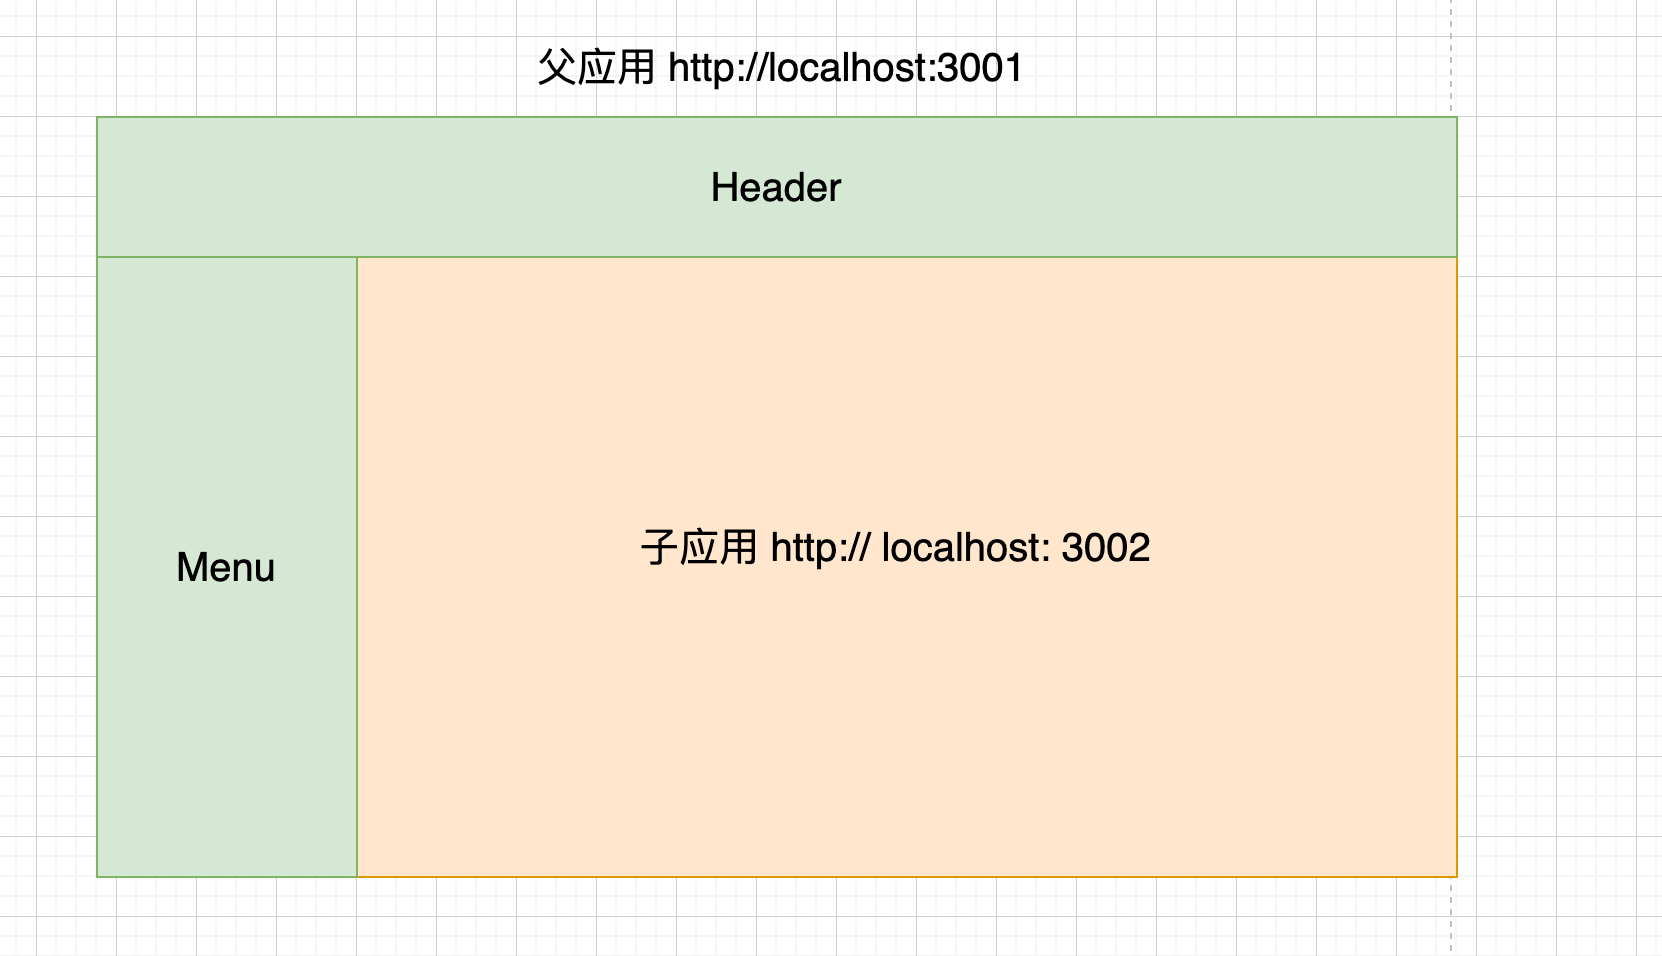 父应用 http://localhost:3001
Header
Menu
子应用 http:// localhost: 3002